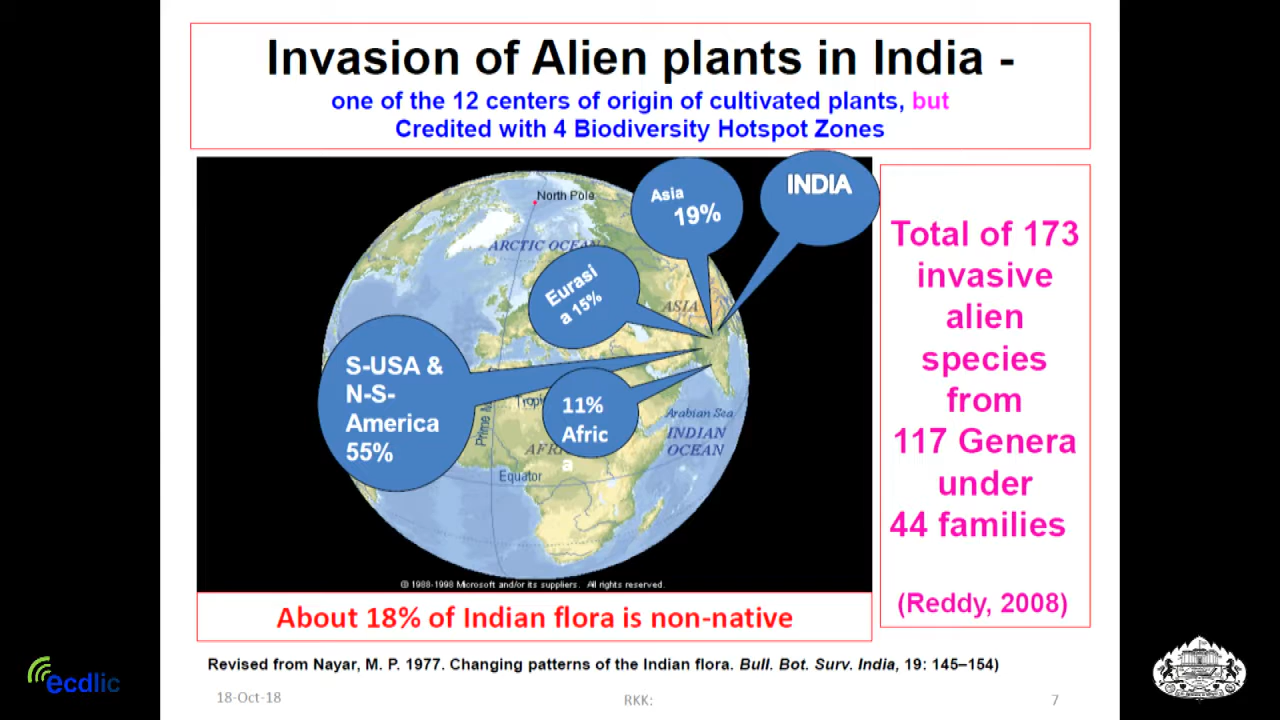 Invasion of Alien plants in India -
one of the 12 centers of origin of cultivated plants, but
Credited with 4 Biodiversity Hotspot Zones
North Pole
Asia
19%
INDIA
ARCTIC OCEAN
Eurasi
a 15%
ASIA
S-USA &
N-S-
America
55%
Tropi
11%
Afric
a
Prime M
Arabian Sea
INDIAN
OCEAN
AFRI
Equator
© 1988-1998 Microsoft and/or its suppliers. All rights reserved.
Total of 173
invasive
alien
species
from
117 Genera
under
44 families
(Reddy, 2008)
About 18% of Indian flora is non-native
Revised from Nayar, M. P. 1977. Changing patterns of the Indian flora. Bull. Bot. Surv. India, 19: 145–154)
ecdlic
18-Oct-18
RKK:
7